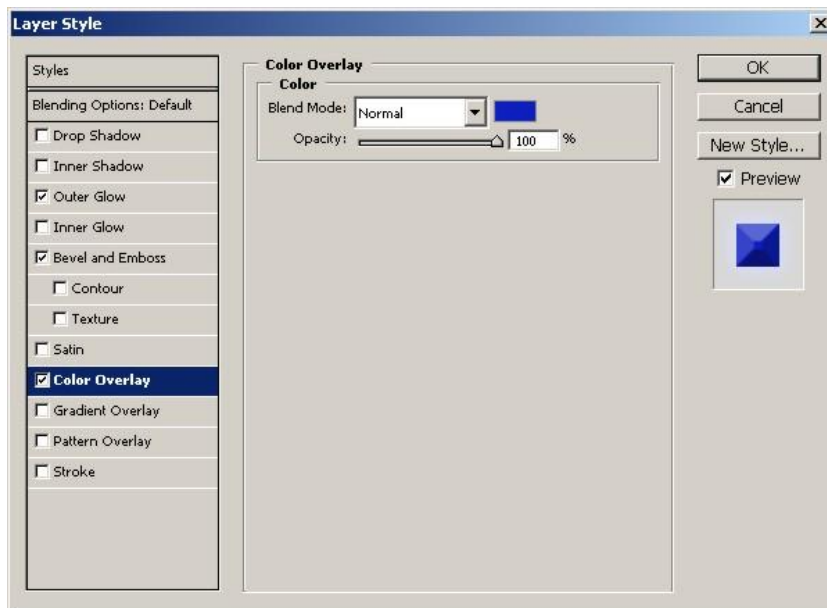 Layer Style
Styles
Blending Options: Default
Drop Shadow
Inner Shadow
Outer Glow
Inner Glow
Bevel and Emboss
Contour
Texture
Satin
Color Overlay
Gradient Overlay
Pattern Overlay
Stroke
Color Overlay
Color
Blend Mode: Normal
Opacity: 100 %
OK
Cancel
New Style...
Preview